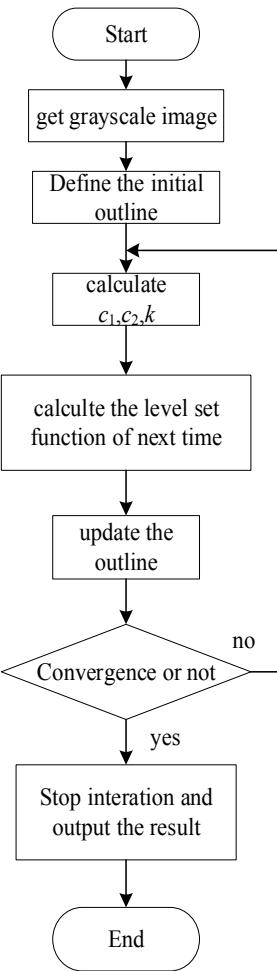 Start
get grayscale image
Define the initial
outline
calculate
c₁,c₂,k
calculte the level set
function of next time
update the
outline
Convergence or not
no
yes
Stop interation and
output the result
End